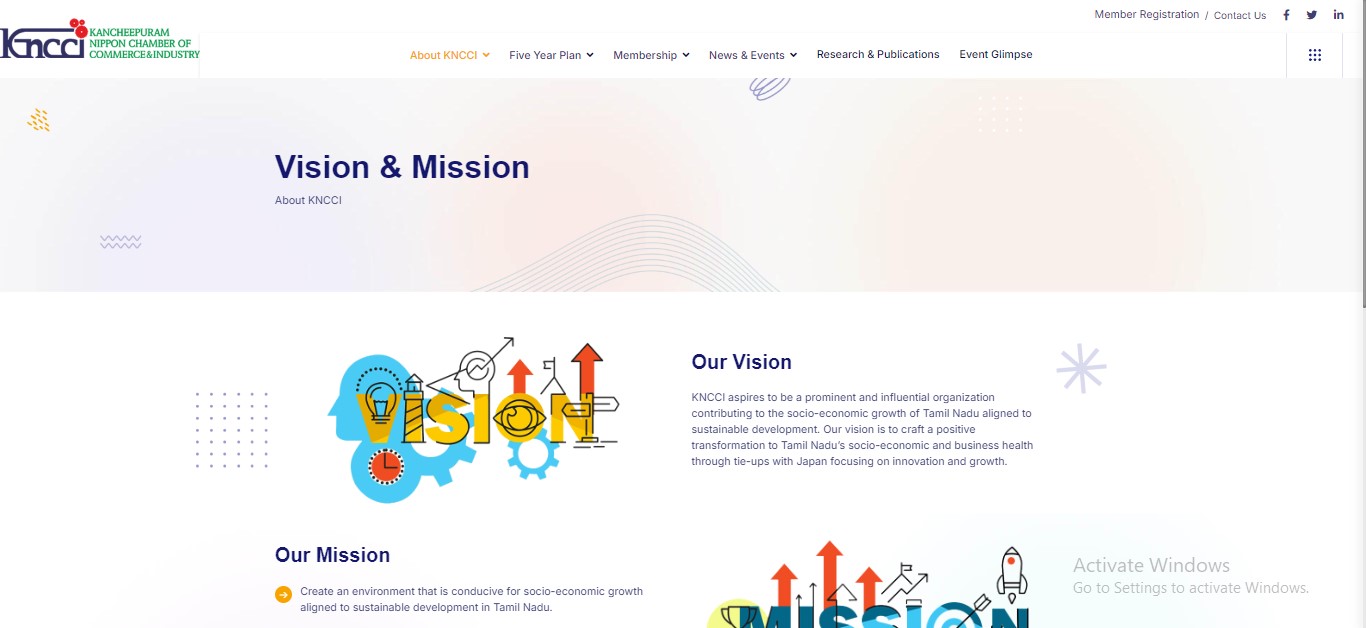 Member Registration / Contact Us
Kncci
KANCHEEPURAM
NIPPON CHAMBER OF
COMMERCE&INDUSTRY
About KNCCI Five Year Plan Membership News & Events Research & Publications Event Glimpse
Vision & Mission
About KNCCI
VISION
Our Vision
KNCCI aspires to be a prominent and influential organization
contributing to the socio-economic growth of Tamil Nadu aligned to
sustainable development. Our vision is to craft a positive
transformation to Tamil Nadu’s socio-economic and business health
through tie-ups with Japan focusing on innovation and growth.
Our Mission
Create an environment that is conducive for socio-economic growth
aligned to sustainable development in Tamil Nadu.
MISSION
Activate Windows
Go to Settings to activate Windows.